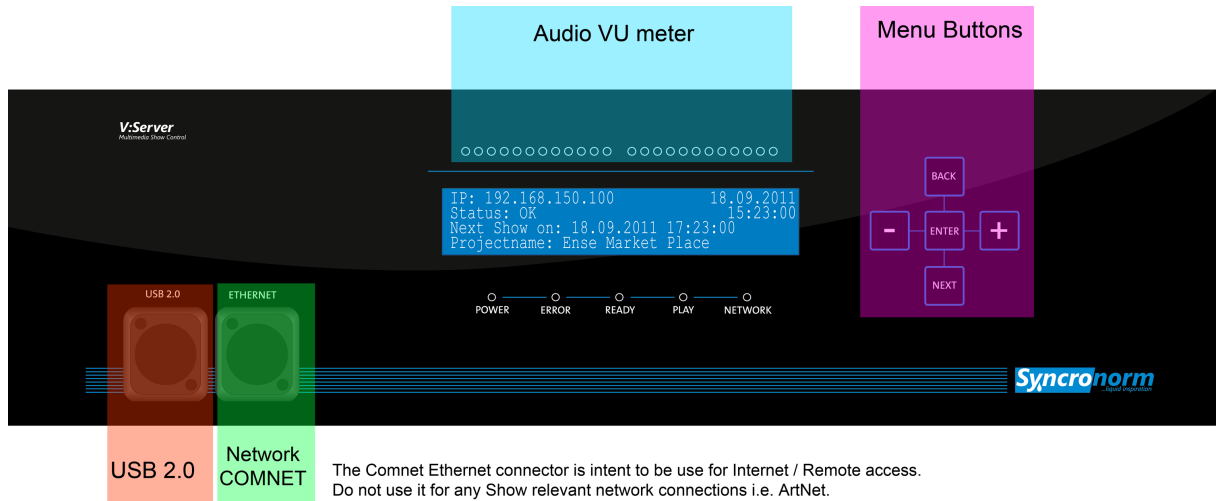 Audio VU meter
Menu Buttons
V:Server
Multimedia Show Control
IP: 192.168.150.100 18.09.2011
Status: OK 15:23:00
Next Show on: 18.09.2011 17:23:00
Projectname: Ense Market Place
BACK
- ENTER +
NEXT
USB 2.0 ETHERNET
POWER ERROR READY PLAY NETWORK
Syncronorm
...liquid inspiration
USB 2.0
Network
COMNET
The Comnet Ethernet connector is intent to be use for Internet / Remote access.
Do not use it for any Show relevant network connections i.e. ArtNet.